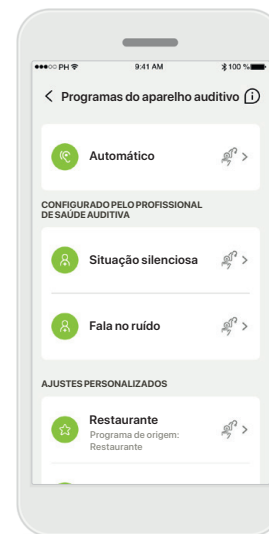 ●●●○○ PH 9:41 AM 100 %
Programas do aparelho auditivo
Automático
CONFIGURADO PELO PROFISSIONAL
DE SAÚDE AUDITIVA
Situação silenciosa
Fala no ruído
AJUSTES PERSONALIZADOS
Restaurante
Programa de origem:
Restaurante